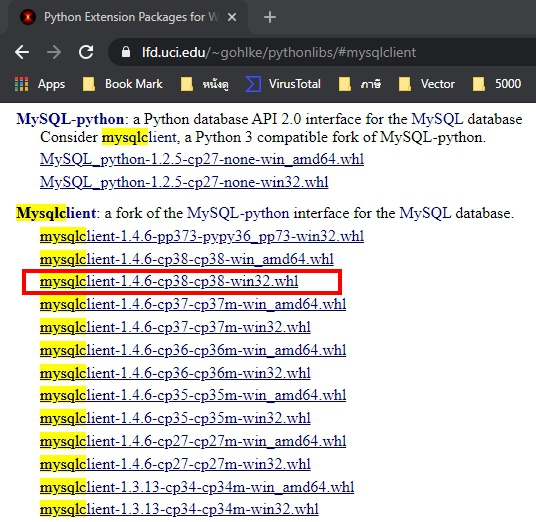 Python Extension Packages for W
lfd.uci.edu/~gohlke/pythonlibs/#mysqlclient
Apps Book Mark หนังดู VirusTotal ภาษี Vector 5000
MySQL-python: a Python database API 2.0 interface for the MySQL database
Consider mysqlclient, a Python 3 compatible fork of MySQL-python.
MySQL_python-1.2.5-cp27-none-win_amd64.whl
MySQL_python-1.2.5-cp27-none-win32.whl
Mysqlclient: a fork of the MySQL-python interface for the MySQL database.
mysqlclient-1.4.6-pp373-pypy36_pp73-win32.whl
mysqlclient-1.4.6-cp38-cp38-win_amd64.whl
mysqlclient-1.4.6-cp38-cp38-win32.whl
mysqlclient-1.4.6-cp37-cp37m-win_amd64.whl
mysqlclient-1.4.6-cp37-cp37m-win32.whl
mysqlclient-1.4.6-cp36-cp36m-win_amd64.whl
mysqlclient-1.4.6-cp36-cp36m-win32.whl
mysqlclient-1.4.6-cp35-cp35m-win_amd64.whl
mysqlclient-1.4.6-cp35-cp35m-win32.whl
mysqlclient-1.4.6-cp27-cp27m-win_amd64.whl
mysqlclient-1.4.6-cp27-cp27m-win32.whl
mysqlclient-1.3.13-cp34-cp34m-win_amd64.whl
mysqlclient-1.3.13-cp34-cp34m-win32.whl